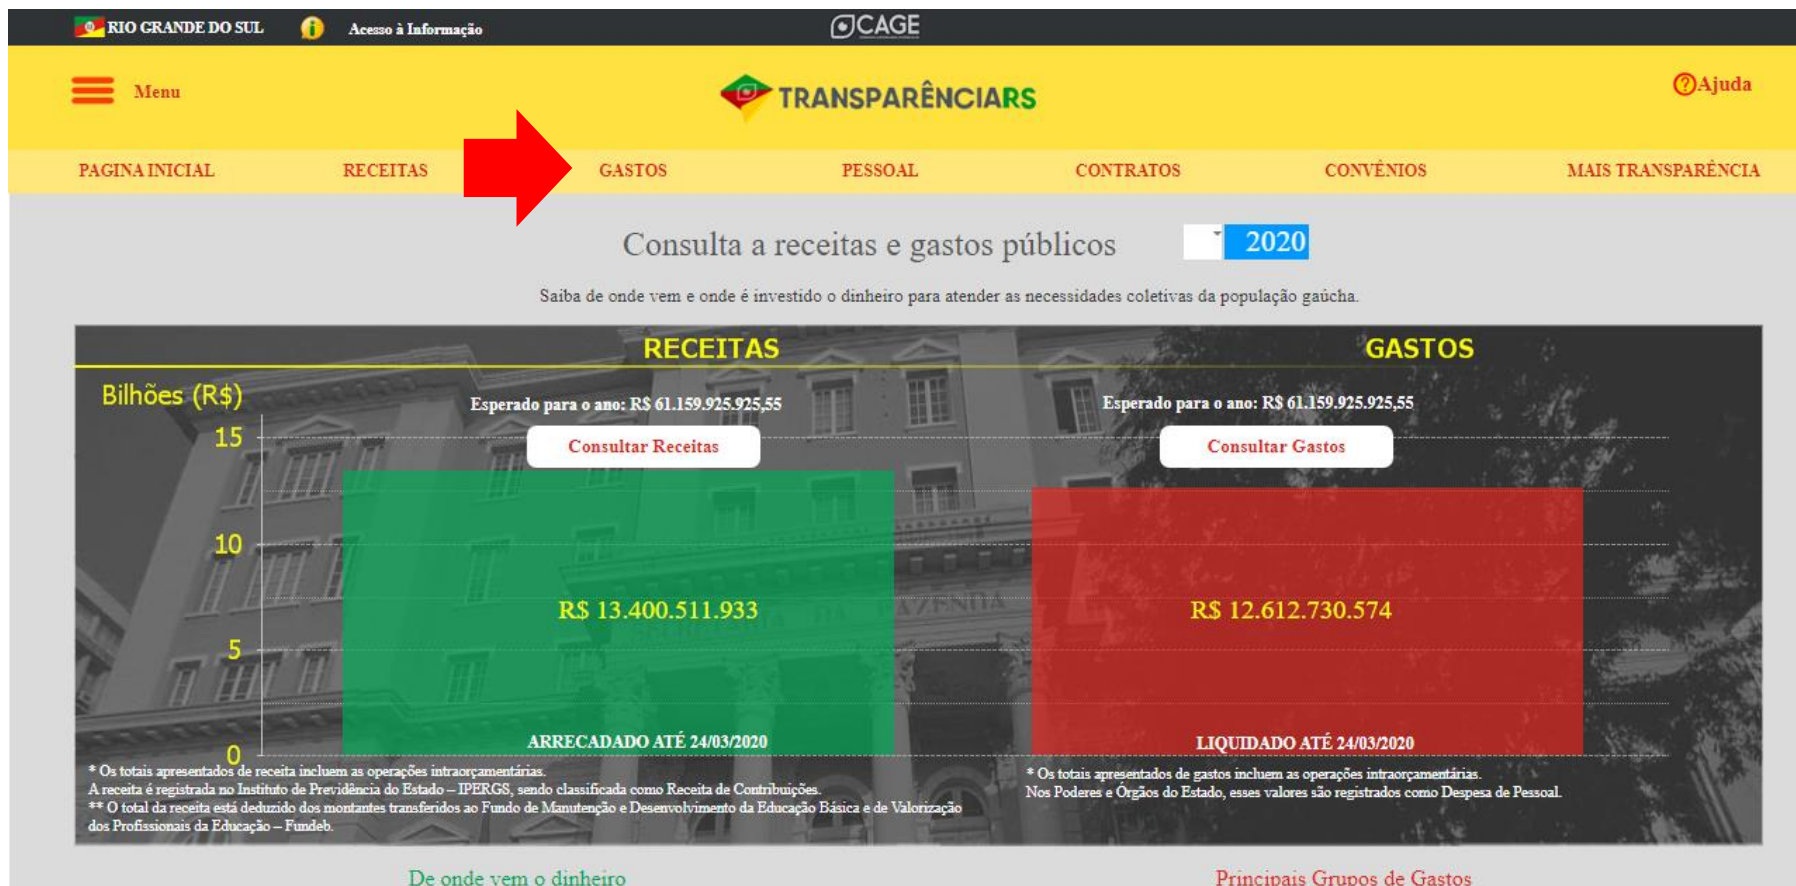 RIO GRANDE DO SUL
Acesso à Informação
CAGE
Menu
TRANSPARÊNCIARS
Ajuda
PAGINA INICIAL
RECEITAS
GASTOS
PESSOAL
CONTRATOS
CONVÊNIOS
MAIS TRANSPARÊNCIA
Consulta a receitas e gastos públicos
2020
Saiba de onde vem e onde é investido o dinheiro para atender as necessidades coletivas da população gaúcha.
RECEITAS
GASTOS
Bilhões (R$)
Esperado para o ano: R$ 61.159.925.925,55
Esperado para o ano: R$ 61.159.925.925,55
Consultar Receitas
Consultar Gastos
15
10
5
0
R$ 13.400.511.933
R$ 12.612.730.574
ARRECADADO ATÉ 24/03/2020
LIQUIDADO ATÉ 24/03/2020
* Os totais apresentados de receita incluem as operações intraorçamentárias.
A receita é registrada no Instituto de Previdência do Estado – IPERGS, sendo classificada como Receita de Contribuições.
** O total da receita está deduzido dos montantes transferidos ao Fundo de Manutenção e Desenvolvimento da Educação Básica e de Valorização
dos Profissionais da Educação – Fundeb.
* Os totais apresentados de gastos incluem as operações intraorçamentárias.
Nos Poderes e Órgãos do Estado, esses valores são registrados como Despesa de Pessoal.
De onde vem o dinheiro
Principais Grupos de Gastos